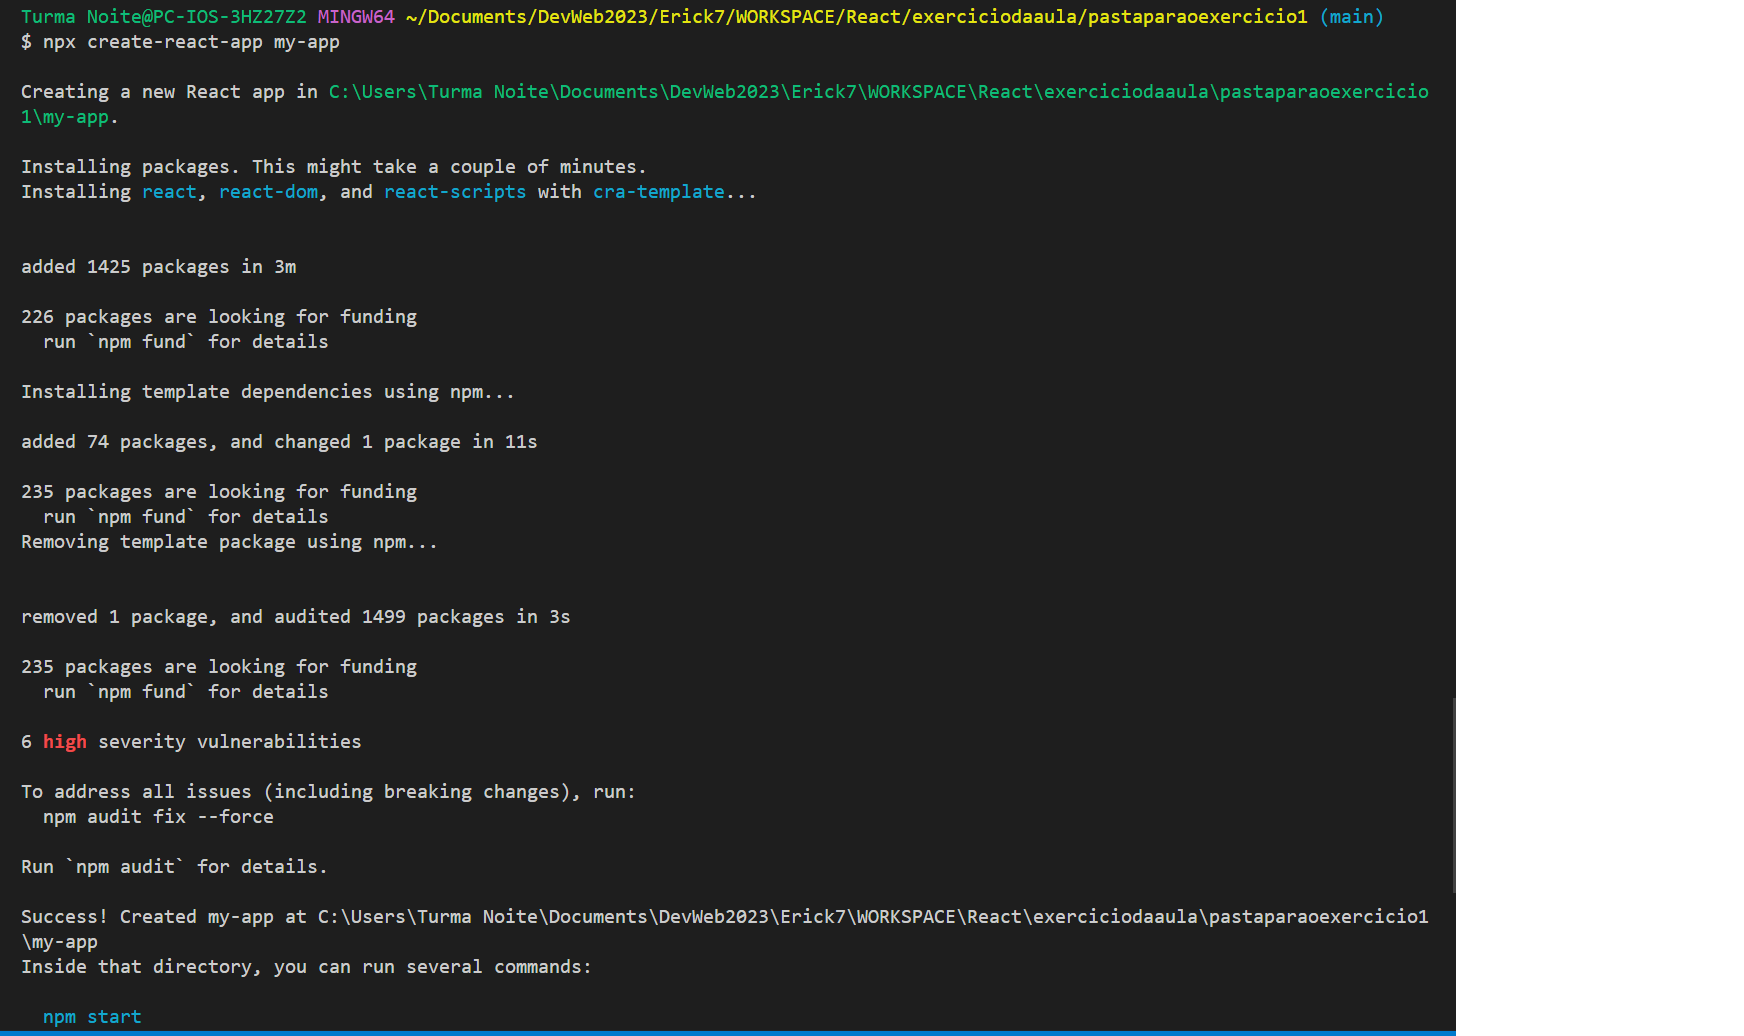 Turma Noite@PC-IOS-3HZ27Z2 MINGW64 ~/Documents/DevWeb2023/Erick7/WORKSPACE/React/exerciciodaaula/pastaparaoexercicio1 (main)
$ npx create-react-app my-app
Creating a new React app in C:\Users\Turma Noite\Documents\DevWeb2023\Erick7\WORKSPACE\React\exerciciodaaula\pastaparaoexercicio
1\my-app.
Installing packages. This might take a couple of minutes.
Installing react, react-dom, and react-scripts with cra-template...
added 1425 packages in 3m
226 packages are looking for funding
  run `npm fund` for details
Installing template dependencies using npm...
added 74 packages, and changed 1 package in 11s
235 packages are looking for funding
  run `npm fund` for details
Removing template package using npm...
removed 1 package, and audited 1499 packages in 3s
235 packages are looking for funding
  run `npm fund` for details
6 high severity vulnerabilities
To address all issues (including breaking changes), run:
  npm audit fix --force
Run `npm audit` for details.
Success! Created my-app at C:\Users\Turma Noite\Documents\DevWeb2023\Erick7\WORKSPACE\React\exerciciodaaula\pastaparaoexercicio1
\my-app
Inside that directory, you can run several commands:
  npm start